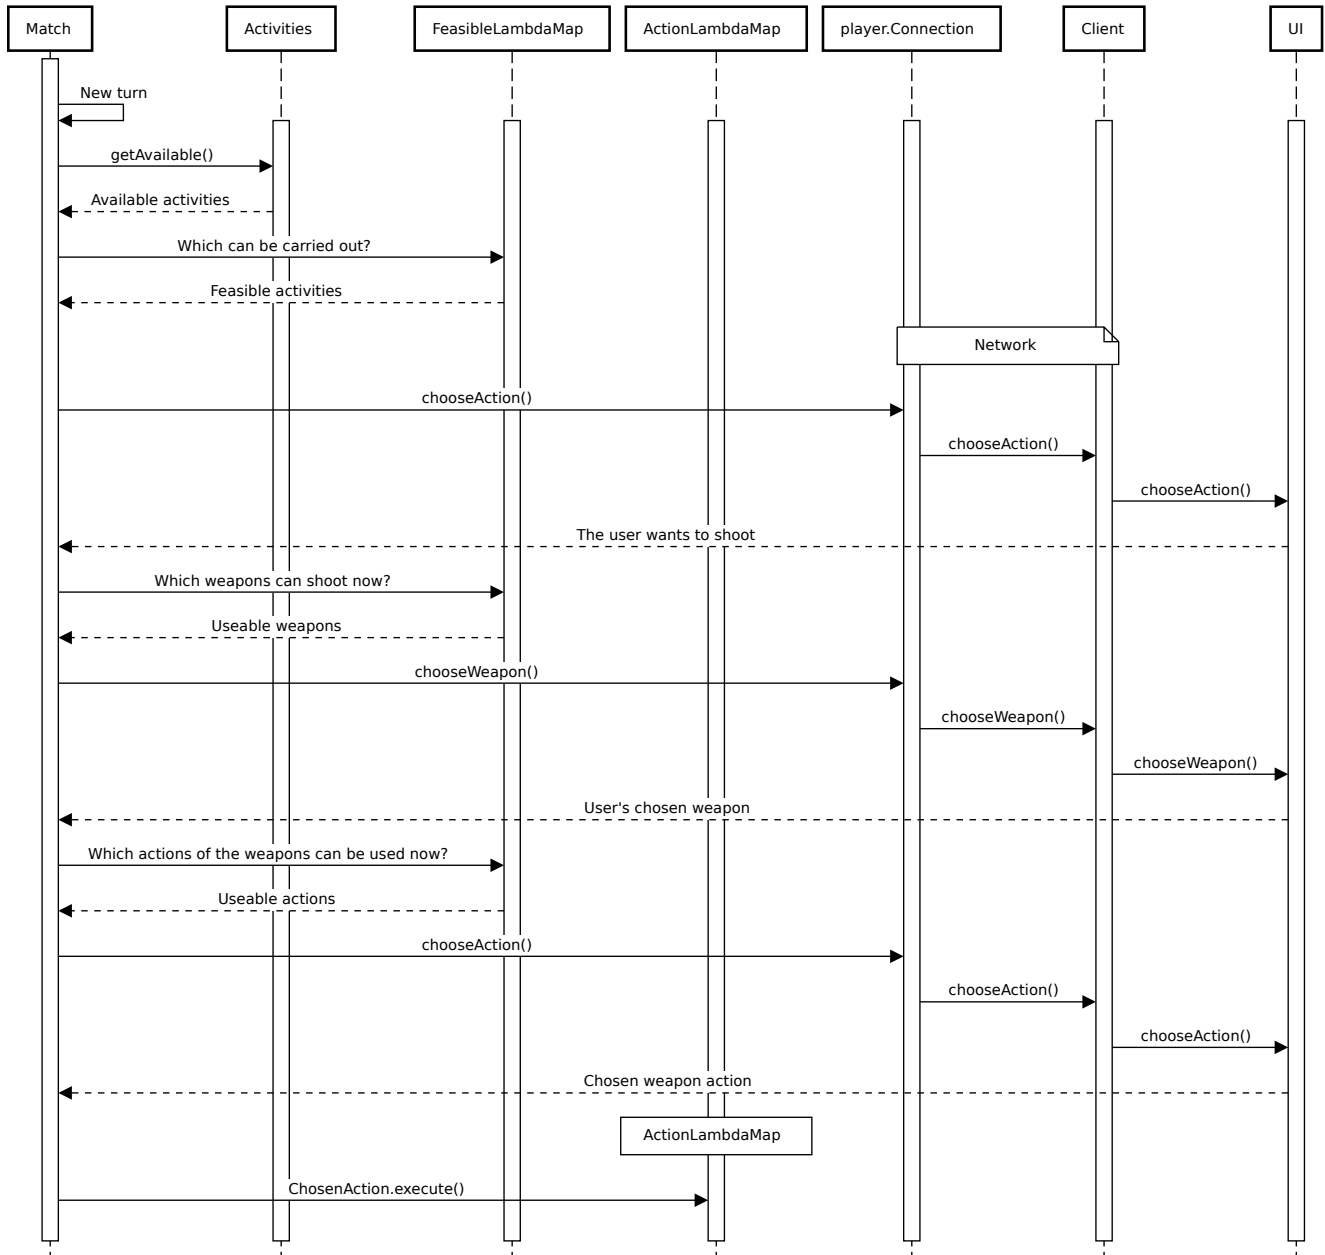 Match
Activities
FeasibleLambdaMap
ActionLambdaMap
player.Connection
Client
UI
New turn
getAvailable()
Available activities
Which can be carried out?
Feasible activities
Network
chooseAction()
chooseAction()
chooseAction()
The user wants to shoot
Which weapons can shoot now?
Useable weapons
chooseWeapon()
chooseWeapon()
chooseWeapon()
User's chosen weapon
Which actions of the weapons can be used now?
Useable actions
chooseAction()
chooseAction()
chooseAction()
Chosen weapon action
ActionLambdaMap
ChosenAction.execute()